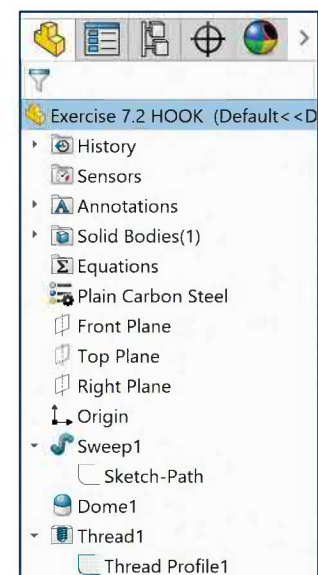 Exercise 7.2 HOOK (Default<<D
History
Sensors
A Annotations
Solid Bodies(1)
Σ Equations
Plain Carbon Steel
Front Plane
Top Plane
Right Plane
Origin
Sweep1
Sketch-Path
Dome1
Thread1
Thread Profile1